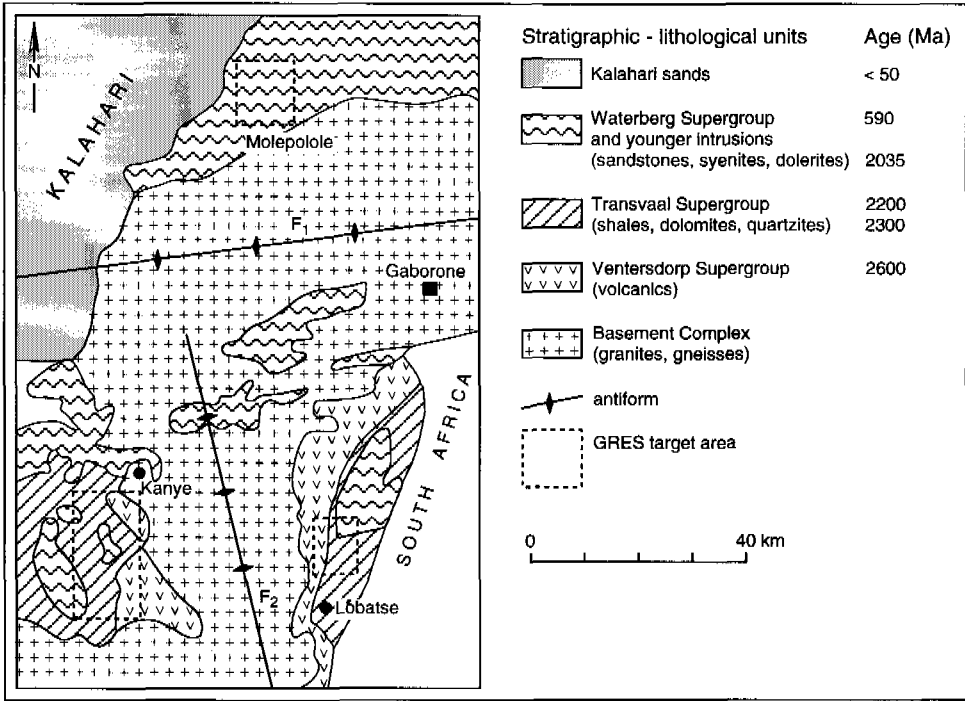 N
KALAHARI
Molepolole
F1
Gaborone
SOUTH AFRICA
Kanye
F2
Lobatse
Stratigraphic - lithological units Age (Ma)
Kalahari sands < 50
Waterberg Supergroup 590
and younger intrusions
(sandstones, syenites, dolerites) 2035
Transvaal Supergroup 2200
(shales, dolomites, quartzites) 2300
Ventersdorp Supergroup 2600
(volcanics)
Basement Complex
(granites, gneisses)
antiform
GRES target area
0 40 km